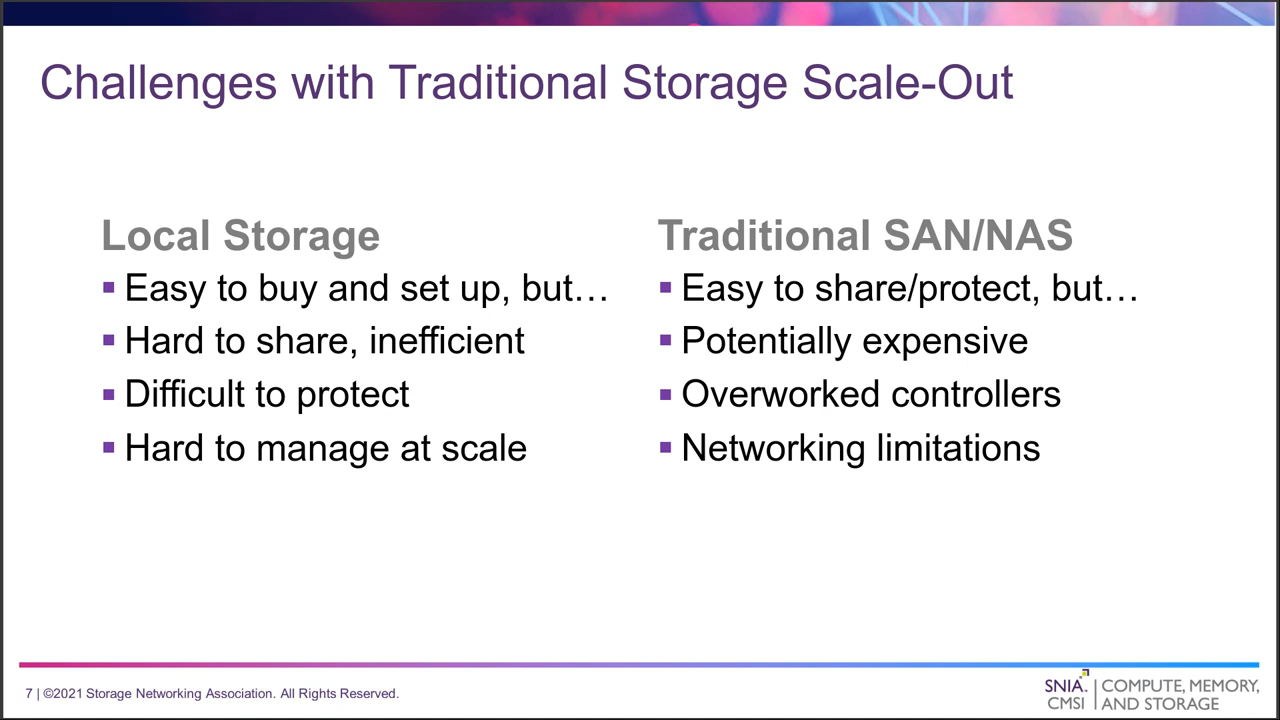 Challenges with Traditional Storage Scale-Out
Local Storage
▪ Easy to buy and set up, but…
▪ Hard to share, inefficient
▪ Difficult to protect
▪ Hard to manage at scale
Traditional SAN/NAS
▪ Easy to share/protect, but…
▪ Potentially expensive
▪ Overworked controllers
▪ Networking limitations
7 | ©2021 Storage Networking Association. All Rights Reserved.
SNIA.
CMSI
COMPUTE, MEMORY,
AND STORAGE